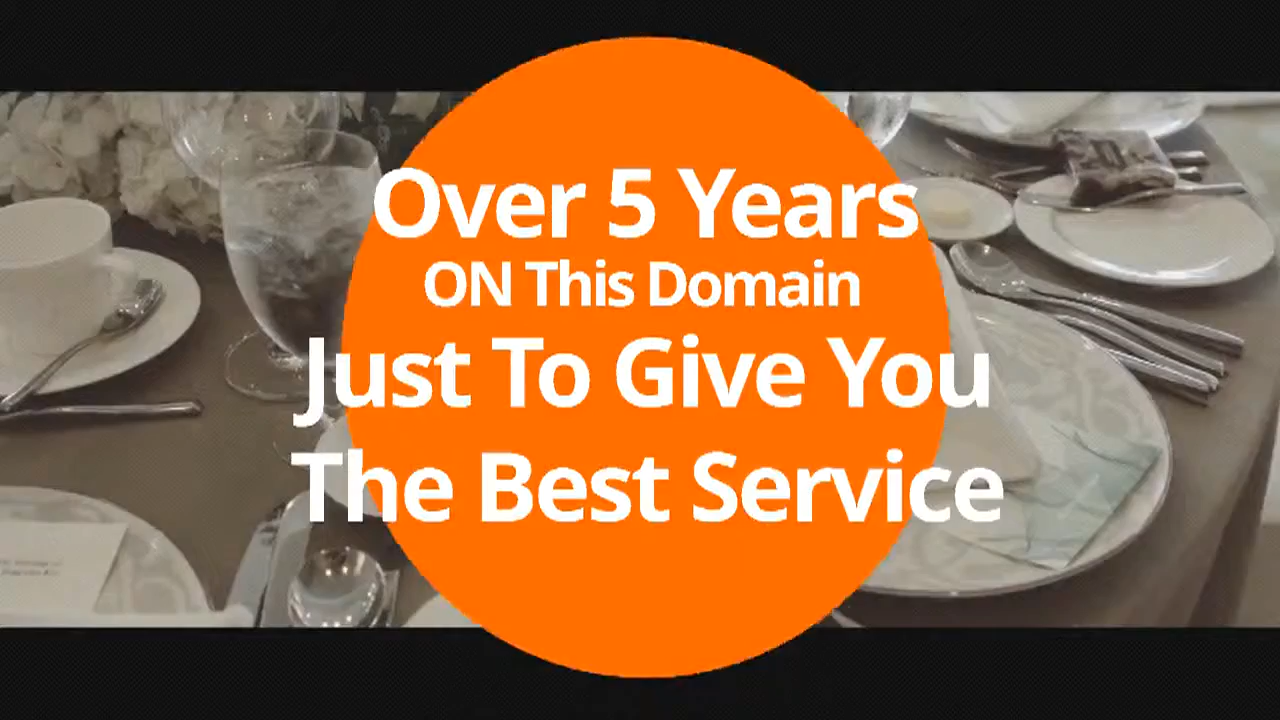 Over 5 Years
ON This Domain
Just To Give You
The Best Service